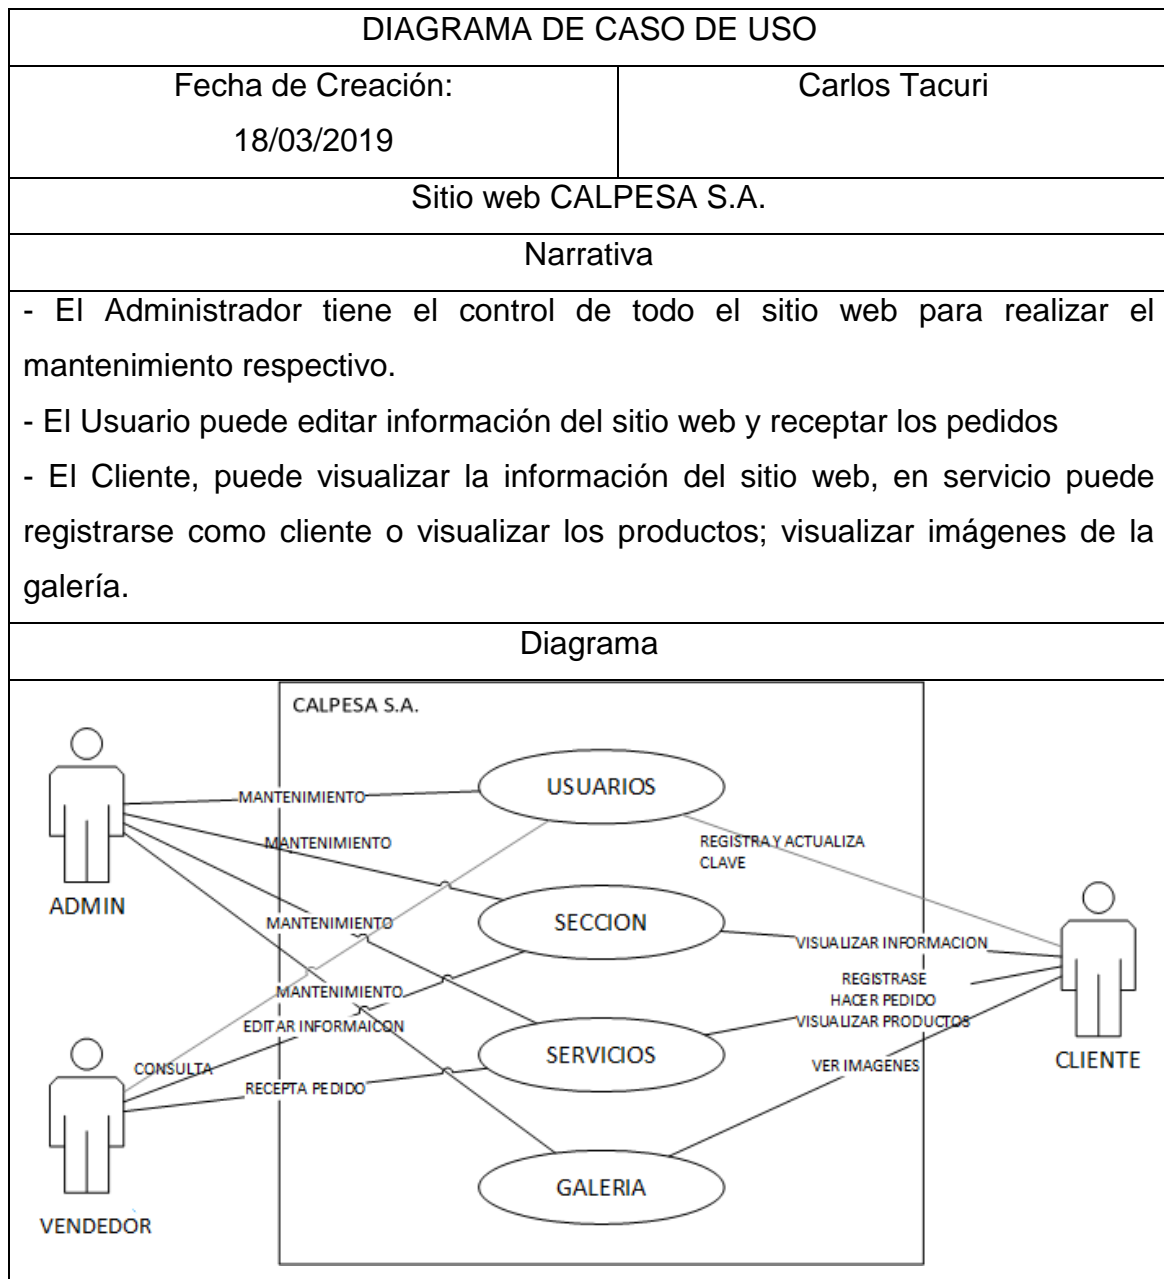 DIAGRAMA DE CASO DE USO
Fecha de Creación:
18/03/2019
Carlos Tacuri
Sitio web CALPESA S.A.
Narrativa
- El Administrador tiene el control de todo el sitio web para realizar el
mantenimiento respectivo.
- El Usuario puede editar información del sitio web y receptar los pedidos
- El Cliente, puede visualizar la información del sitio web, en servicio puede
registrarse como cliente o visualizar los productos; visualizar imágenes de la
galería.
Diagrama
CALPESA S.A.
USUARIOS
MANTENIMIENTO
MANTENIMIENTO
REGISTRA Y ACTUALIZA
CLAVE
ADMIN
MANTENIMIENTO
SECCION
VISUALIZAR INFORMACION
REGISTRASE
HACER PEDIDO
VISUALIZAR PRODUCTOS
MANTENIMIENTO
EDITAR INFORMAICON
SERVICIOS
CLIENTE
CONSULTA
VER IMAGENES
RECEPTA PEDIDO
GALERIA
VENDEDOR